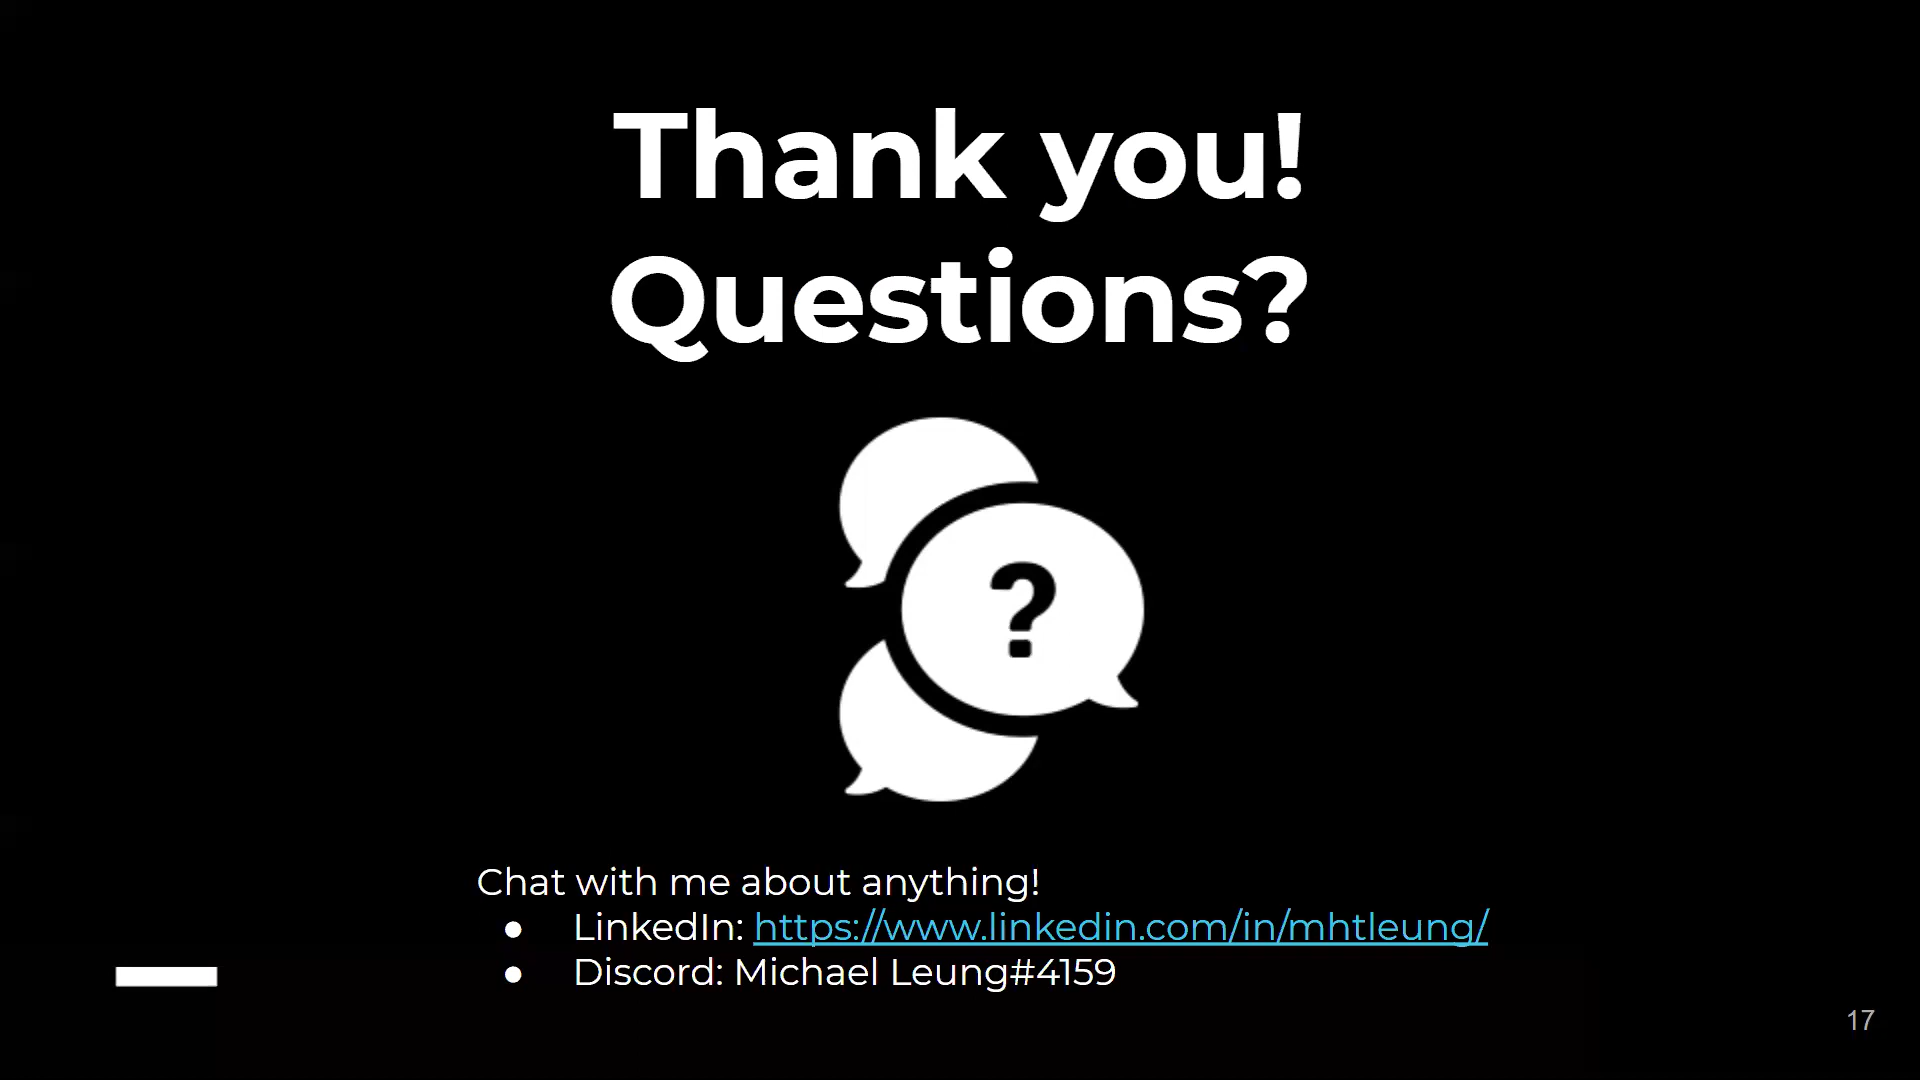 Thank you!
Questions?
?
Chat with me about anything!
● LinkedIn: https://www.linkedin.com/in/mhtleung/
● Discord: Michael Leung#4159
17